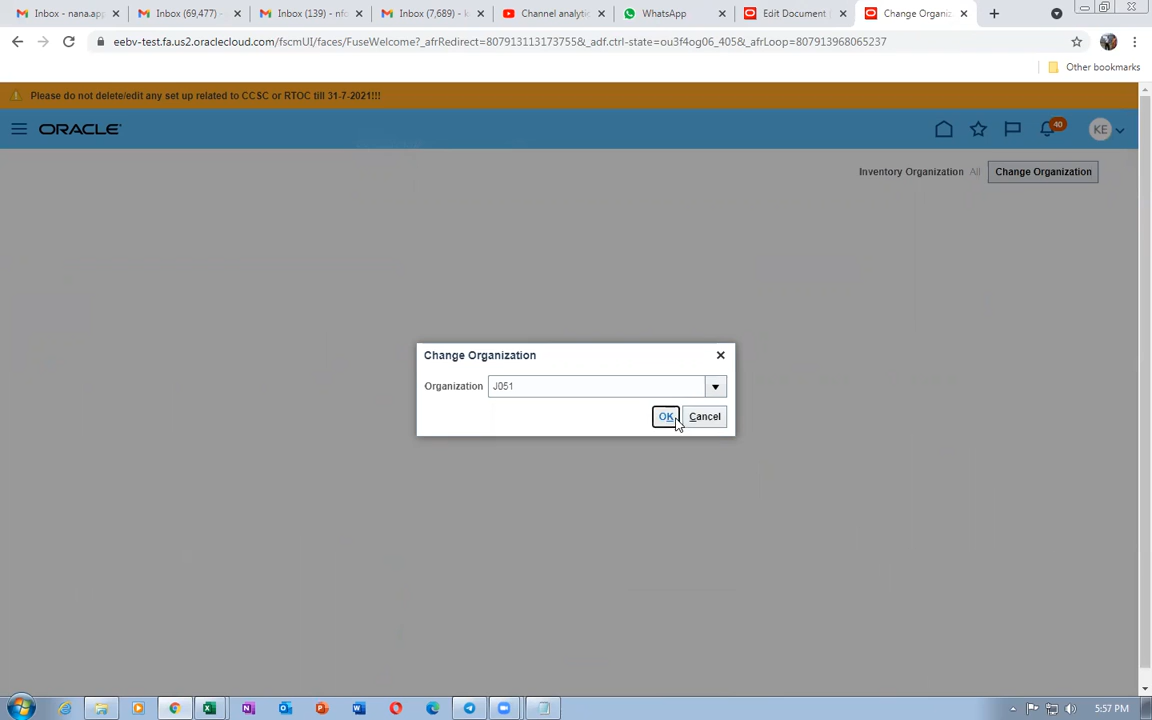 Inbox - nana.ap
Inbox (69,477) -
Inbox (139) - nfo
Inbox (7,689) - k
Channel analytic
WhatsApp
Edit Document
Change Organiz
eebv-test.fa.us2.oraclecloud.com/fscmUI/faces/FuseWelcome?_afrRedirect=807913113173755&_adf.ctrl-state=ou3f4og06_405&_afrLoop=807913968065237
Other bookmarks
Please do not delete/edit any set up related to CCSC or RTOC till 31-7-2021!!!
ORACLE
40
KE
Inventory Organization All Change Organization
Change Organization
Organization J051
OK Cancel
5:57 PM